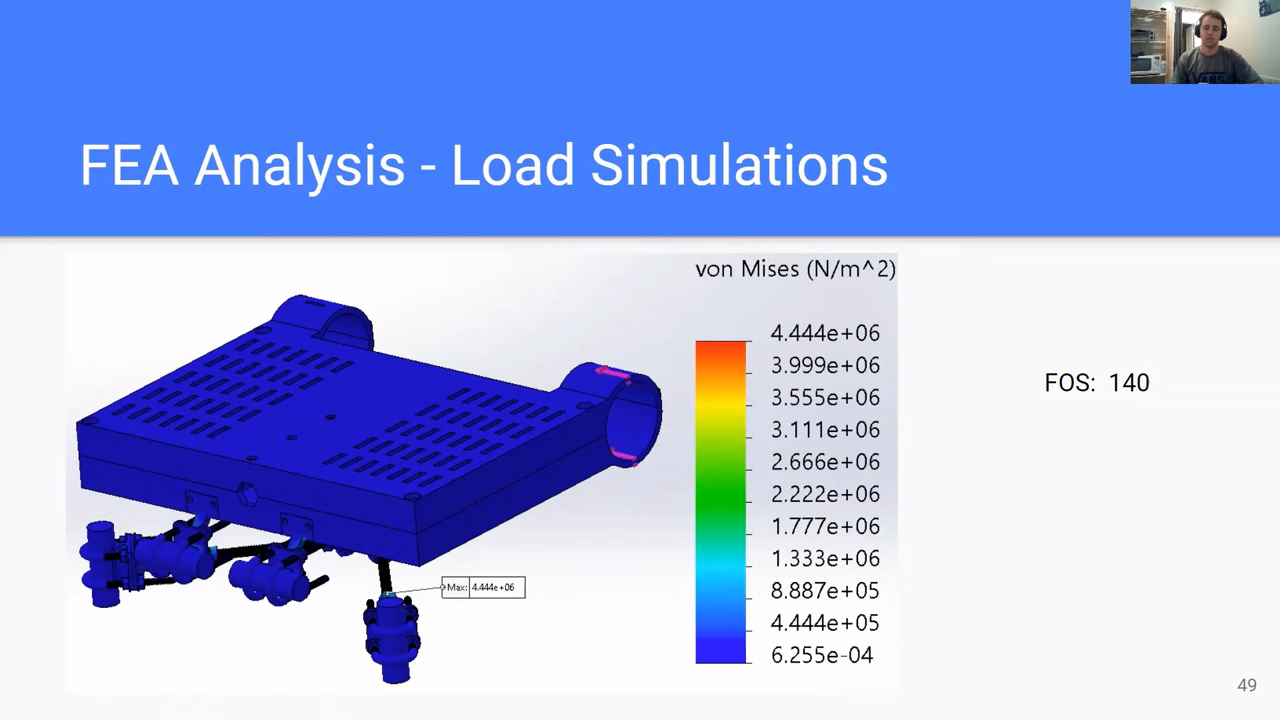 VANS
FEA Analysis - Load Simulations
von Mises (N/m^2)
4.444e+06
3.999e+06
3.555e+06
3.111e+06
2.666e+06
2.222e+06
1.777e+06
1.333e+06
8.887e+05
4.444e+05
6.255e-04
Max: 4.444e+06
FOS: 140
49